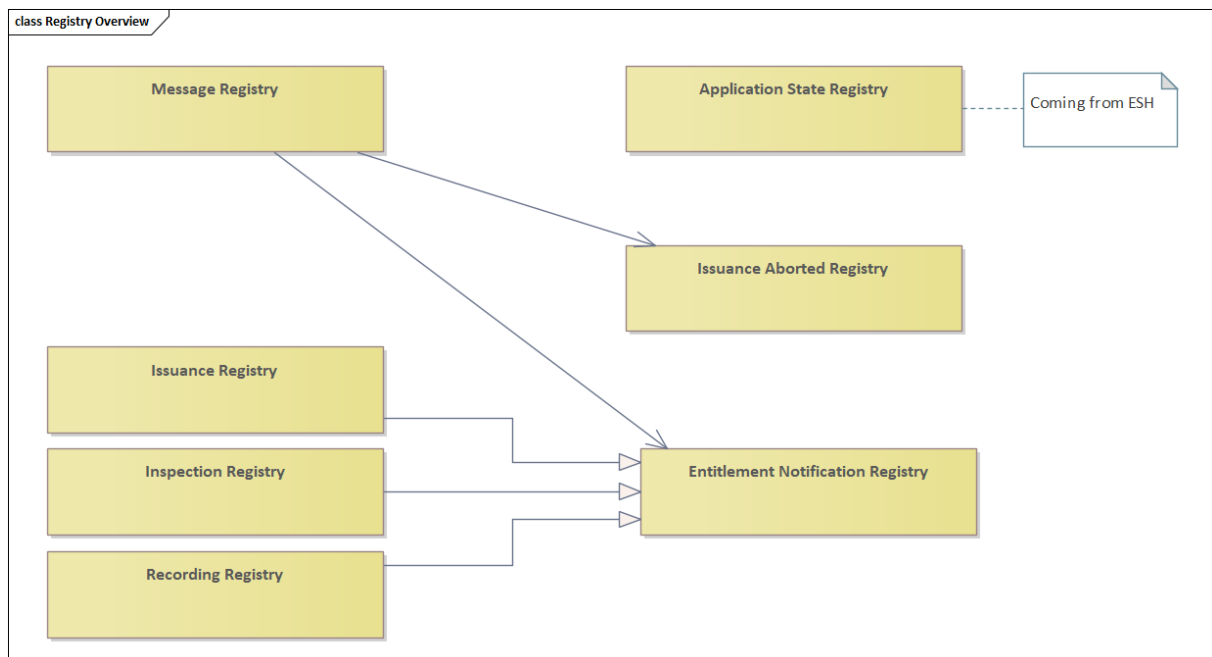 class Registry Overview
Message Registry
Application State Registry
Coming from ESH
Issuance Aborted Registry
Issuance Registry
Inspection Registry
Entitlement Notification Registry
Recording Registry